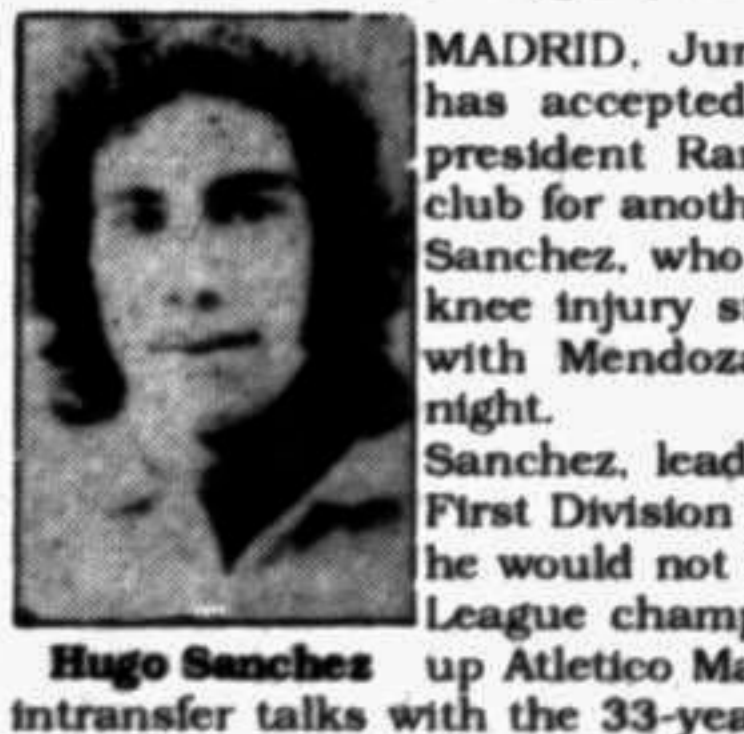 MADRID, Jun
has accepted
president Ran
club for anoth
Sanchez, who
knee injury s
with Mendoza
night.
Sanchez, lead
First Division
he would not
League champ
Hugo Sanchez up Atletico Ma
intransfer talks with the 33-yea